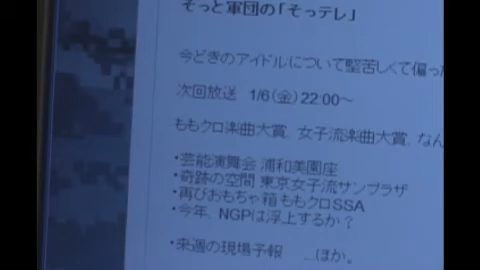 そっと軍団の「そっテレ」
今どきのアイドルについて堅苦しくて偏った
次回放送 1/6(金)22:00～
ももクロ楽曲大賞、女子流楽曲大賞、なん
・芸能演舞会 浦和美園座
・奇跡の空間 東京女子流サンプラザ
・再びおもちゃ箱 ももクロSSA
・今年、NGPは浮上するか？
・来週の現場予報 …ほか。